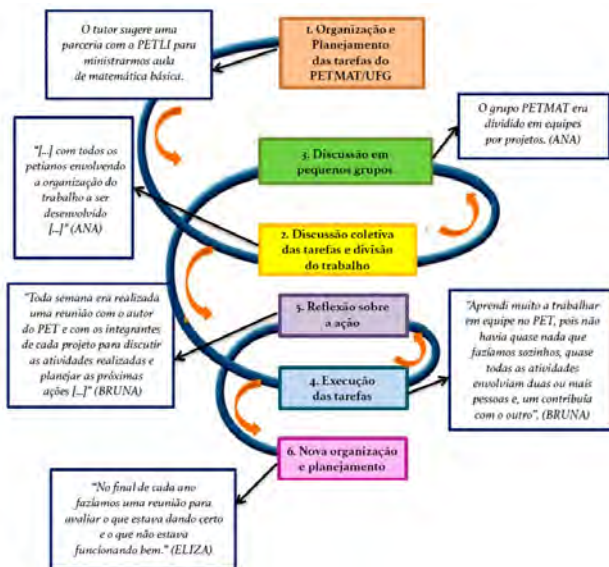 O tutor sugere uma
parceria com o PETLI para
ministrarmos aula
de matemática básica.
1. Organização e
Planejamento
das tarefas do
PETMAT/UFG
O grupo PETMAT era
dividido em equipes
por projetos. (ANA)
3. Discussão em
pequenos grupos
“[...] com todos os
petianos envolvendo
a organização do
trabalho a ser
desenvolvido
[...]” (ANA)
2. Discussão coletiva
das tarefas e divisão
do trabalho
“Toda semana era realizada
uma reunião com o autor
do PET e com os integrantes
de cada projeto para discutir
as atividades realizadas e
planejar as próximas
ações [...]” (BRUNA)
5. Reflexão sobre
a ação
“Aprendi muito a trabalhar
em equipe no PET, pois não
havia quase nada que
fazíamos sozinhos, quase
todas as atividades
envolviam duas ou mais
pessoas e, um contribuía
com o outro”. (BRUNA)
4. Execução
das tarefas
6. Nova organização
e planejamento
“No final de cada ano
fazíamos uma reunião para
avaliar o que estava dando certo
e o que não estava
funcionando bem.” (ELIZA)